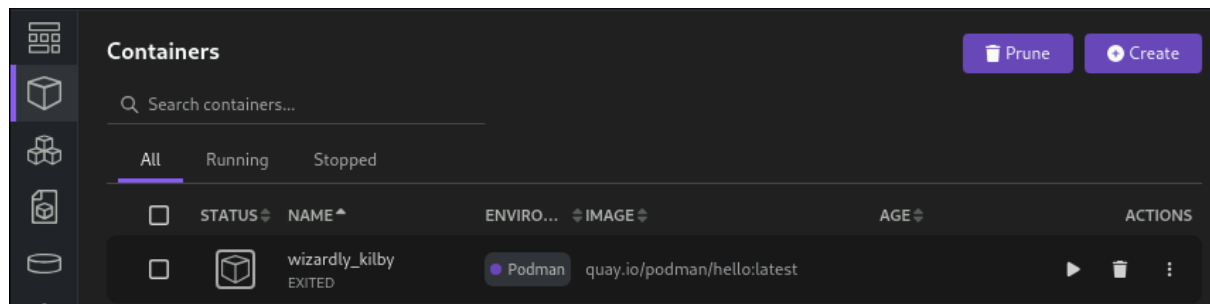 Containers
Prune
Create
Search containers...
All Running Stopped
STATUS NAME ENVIRO... IMAGE AGE ACTIONS
wizardly_kilby
EXITED
Podman quay.io/podman/hello:latest